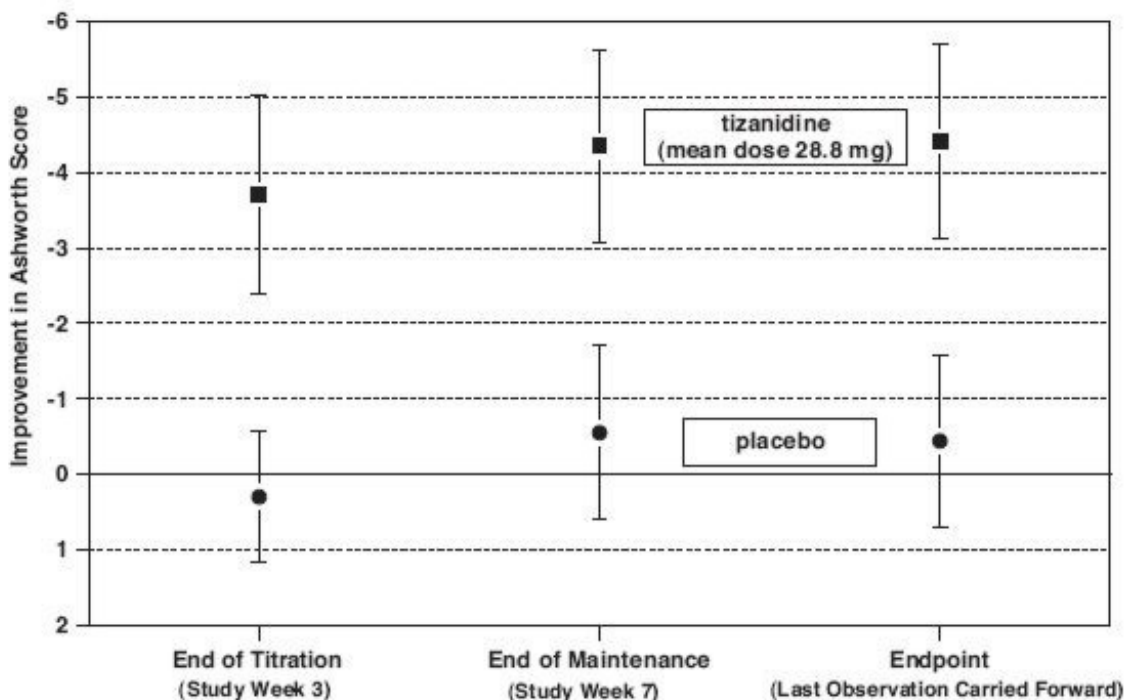 Improvement in Ashworth Score
-6
-5
-4
-3
-2
-1
0
1
2
tizanidine
(mean dose 28.8 mg)
placebo
End of Titration
(Study Week 3)
End of Maintenance
(Study Week 7)
Endpoint
(Last Observation Carried Forward)